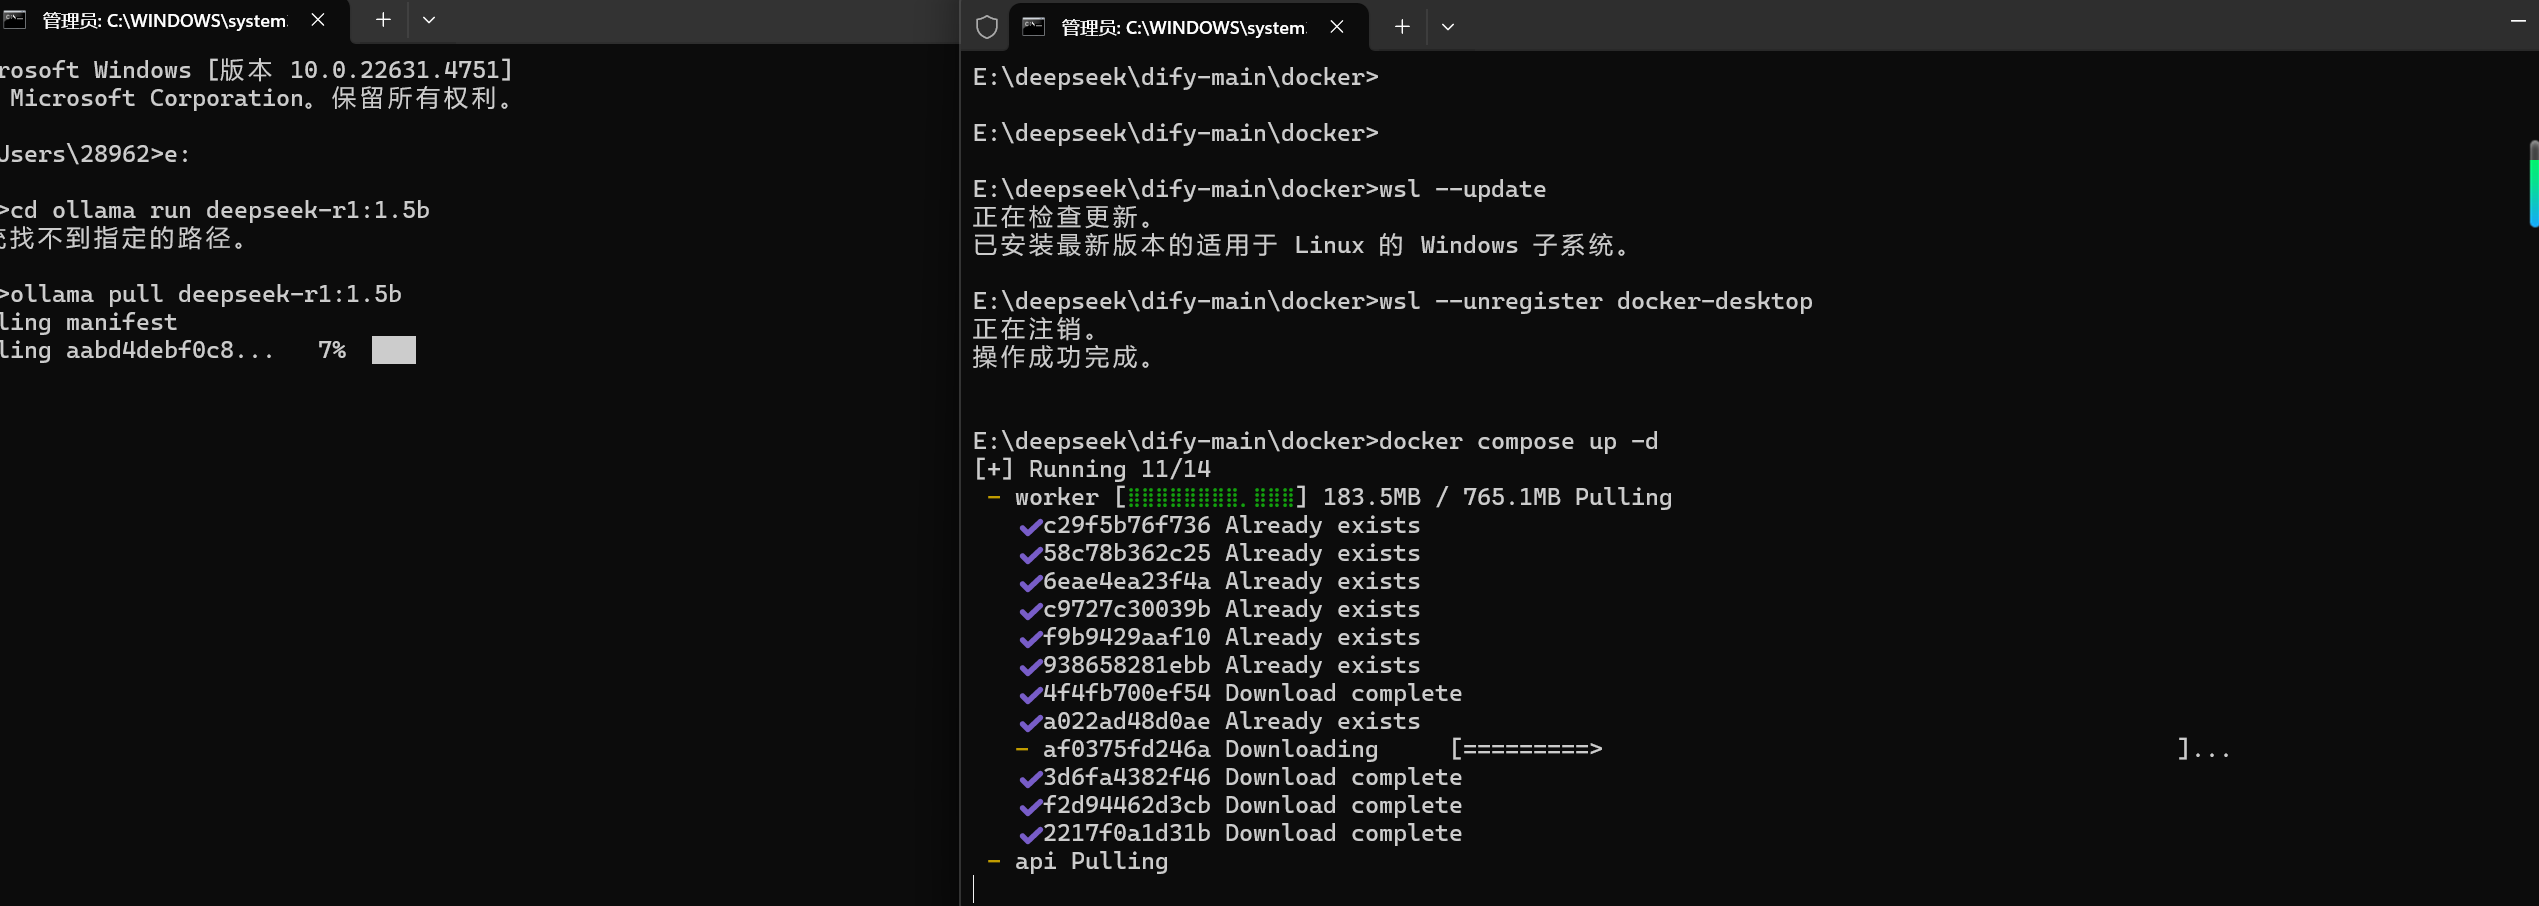 管理员: C:\WINDOWS\system
rosoft Windows [版本 10.0.22631.4751]
Microsoft Corporation。保留所有权利。
Users\28962>e:
>cd ollama run deepseek-r1:1.5b
统找不到指定的路径。
>ollama pull deepseek-r1:1.5b
ling manifest
ling aabd4debf0c8... 7%
管理员: C:\WINDOWS\system
E:\deepseek\dify-main\docker>
E:\deepseek\dify-main\docker>
E:\deepseek\dify-main\docker>wsl --update
正在检查更新。
已安装最新版本的适用于 Linux 的 Windows 子系统。
E:\deepseek\dify-main\docker>wsl --unregister docker-desktop
正在注销。
操作成功完成。
E:\deepseek\dify-main\docker>docker compose up -d
[+] Running 11/14
- worker [⣿⣿⣿⣿⣿⣿⣿⣿⡀⣿⣿⣿] 183.5MB / 765.1MB Pulling
✔c29f5b76f736 Already exists
✔58c78b362c25 Already exists
✔6eae4ea23f4a Already exists
✔c9727c30039b Already exists
✔f9b9429aaf10 Already exists
✔938658281ebb Already exists
✔4f4fb700ef54 Download complete
✔a022ad48d0ae Already exists
- af0375fd246a Downloading [=========> ]...
✔3d6fa4382f46 Download complete
✔f2d94462d3cb Download complete
✔2217f0a1d31b Download complete
- api Pulling